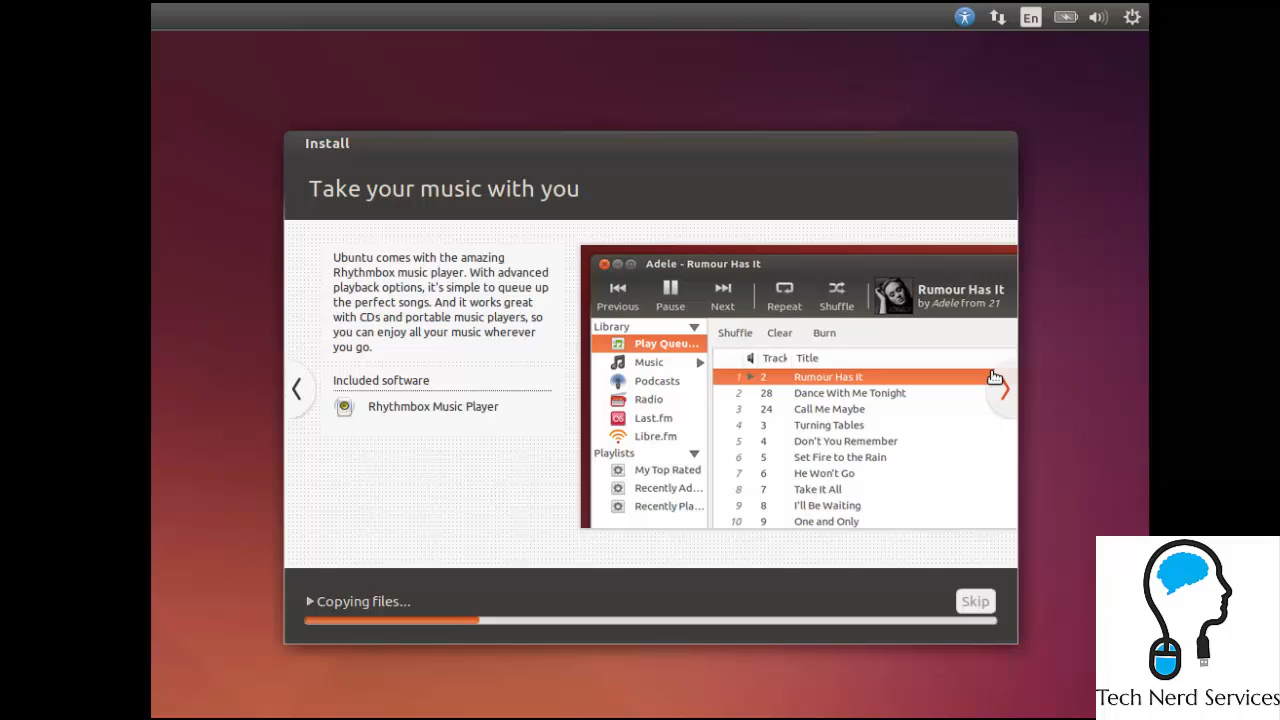 En
Install
Take your music with you
Ubuntu comes with the amazing
Rhythmbox music player. With advanced
playback options, it's simple to queue up
the perfect songs. And it works great
with CDs and portable music players, so
you can enjoy all your music wherever
you go.
Included software
Rhythmbox Music Player
Adele - Rumour Has It
Previous Pause Next Repeat Shuffle
Rumour Has It
by Adele from 21
Library
Play Queu...
Music
Podcasts
Radio
Last.fm
Libre.fm
Playlists
My Top Rated
Recently Ad...
Recently Pla...
Shuffle Clear Burn
Track Title
1 2 Rumour Has It
2 28 Dance With Me Tonight
3 24 Call Me Maybe
4 3 Turning Tables
5 4 Don't You Remember
6 5 Set Fire to the Rain
7 6 He Won't Go
8 7 Take It All
9 8 I'll Be Waiting
10 9 One and Only
Copying files...
Skip
Tech Nerd Services